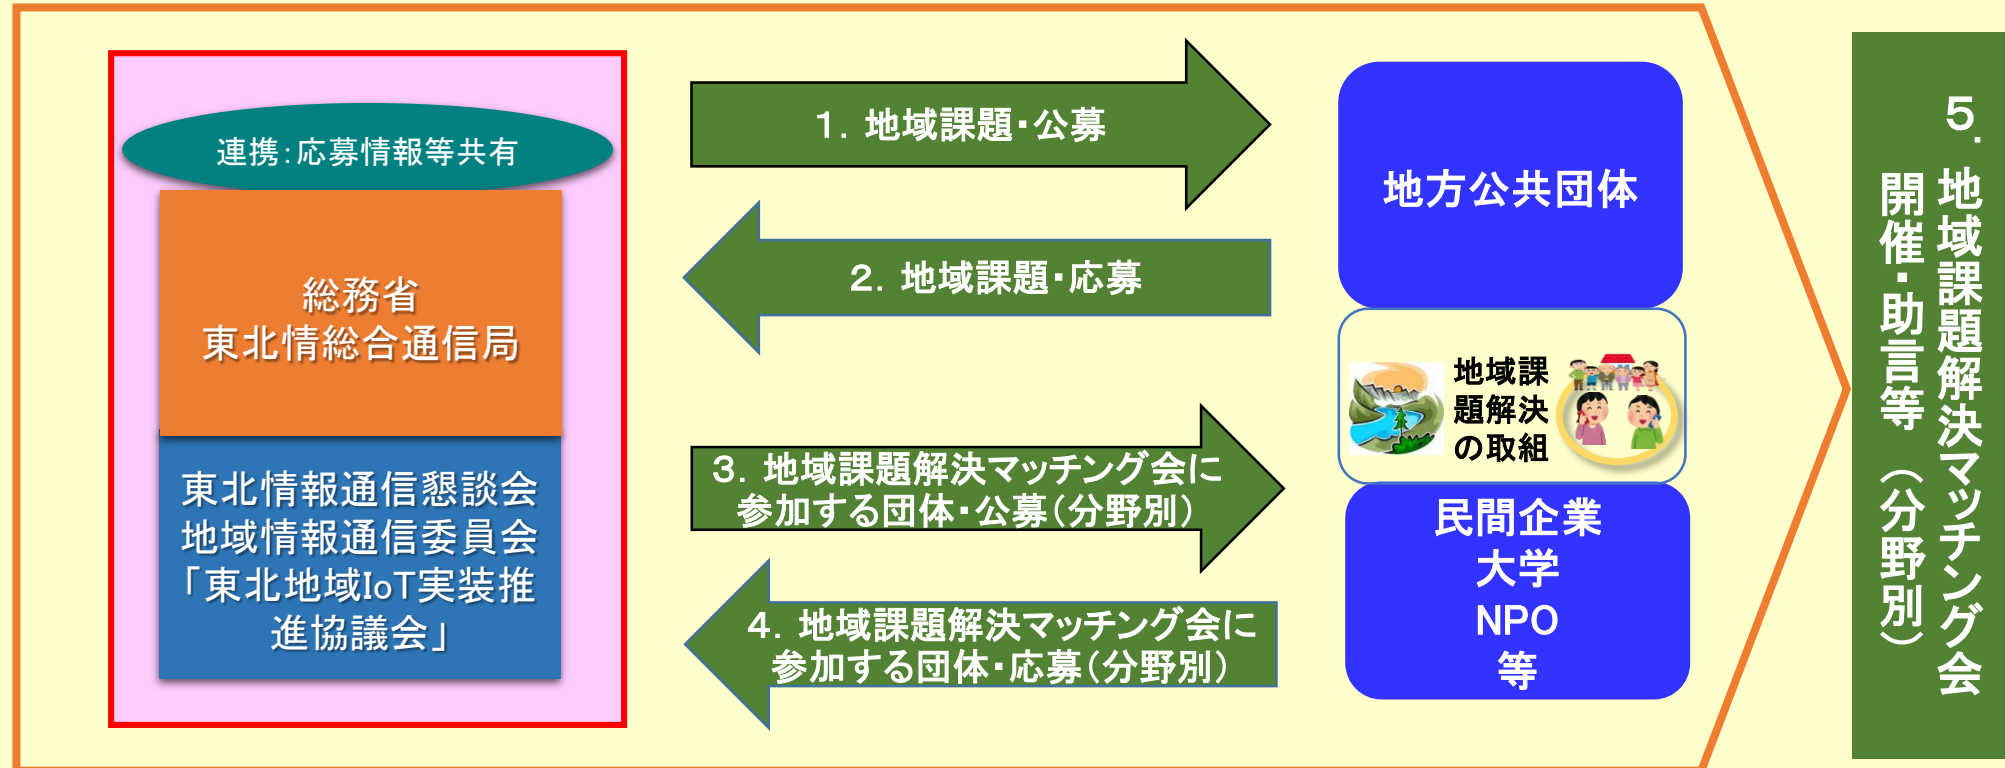 連携:応募情報等共有
総務省
東北情総合通信局
東北情報通信懇談会
地域情報通信委員会
「東北地域IoT実装推
進協議会」
1．地域課題・公募
2．地域課題・応募
3．地域課題解決マッチング会に
参加する団体・公募(分野別)
4．地域課題解決マッチング会に
参加する団体・応募(分野別)
地方公共団体
地域課
題解決
の取組
民間企業
大学
NPO
等
5．地域課題解決マッチング会
開催・助言等 (分野別)